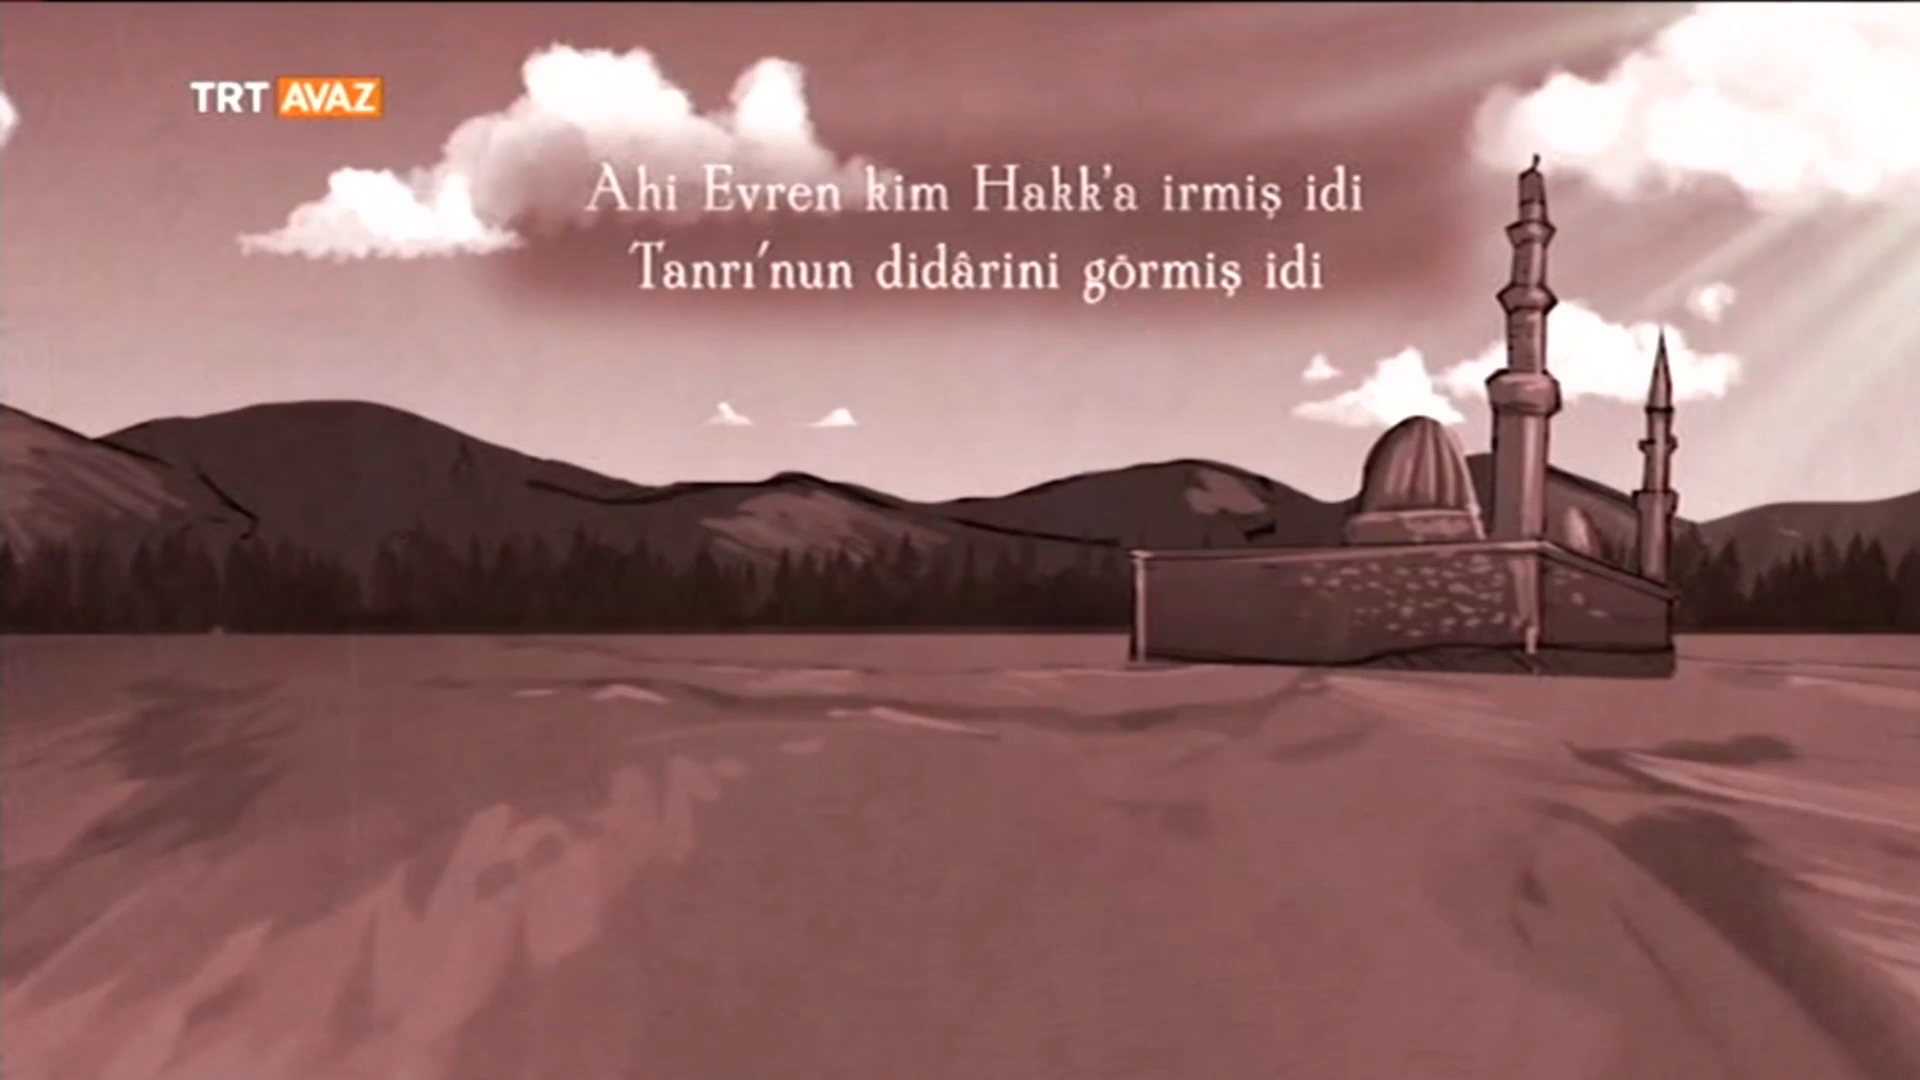 TRT AVAZ
Ahi Evren kim Hakk'a irmiş idi
Tanrı'nun didârini görmiş idi